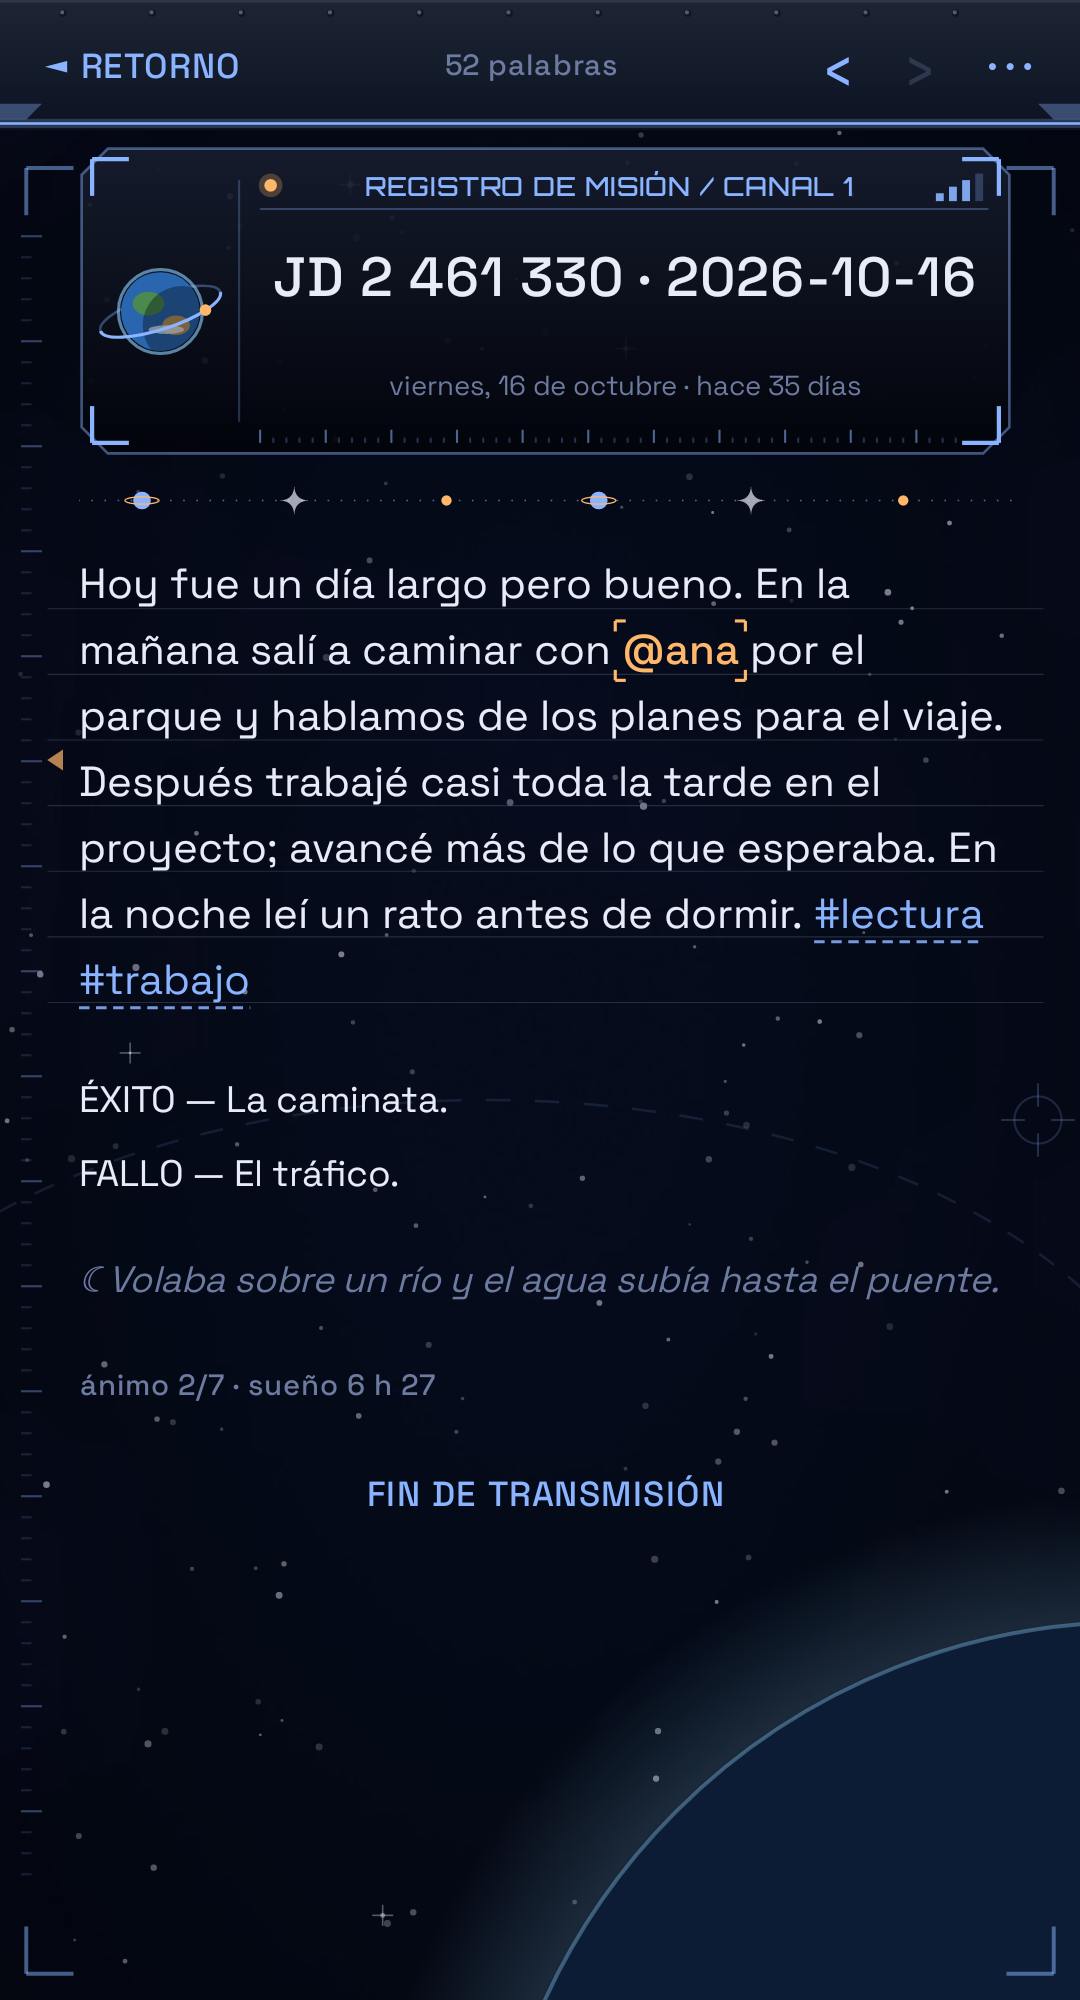 ◄ RETORNO
52 palabras
< > ···
REGISTRO DE MISIÓN / CANAL 1
JD 2 461 330 · 2026-10-16
viernes, 16 de octubre · hace 35 días
Hoy fue un día largo pero bueno. En la
mañana salí a caminar con @ana por el
parque y hablamos de los planes para el viaje.
Después trabajé casi toda la tarde en el
proyecto; avancé más de lo que esperaba. En
la noche leí un rato antes de dormir. #lectura
#trabajo
ÉXITO — La caminata.
FALLO — El tráfico.
☾ Volaba sobre un río y el agua subía hasta el puente.
ánimo 2/7 · sueño 6 h 27
FIN DE TRANSMISIÓN